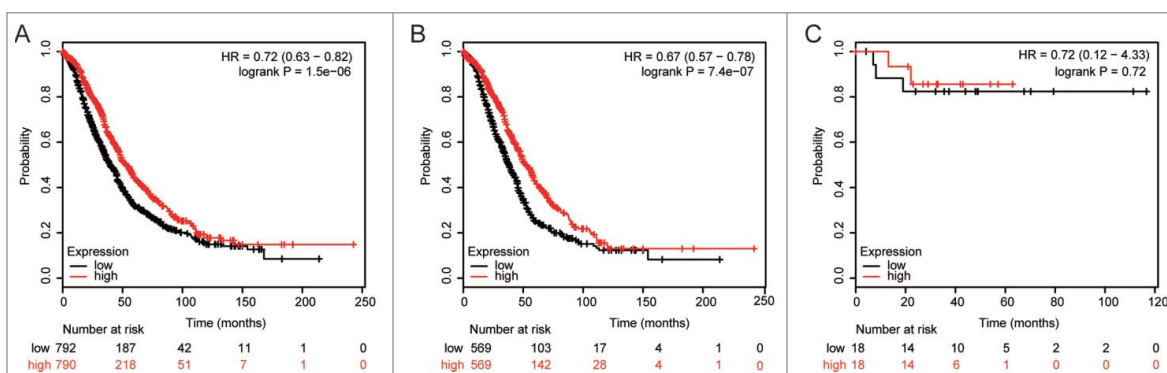 A
HR = 0.72 (0.63 – 0.82)
logrank P = 1.5e–06
Probability
1.0
0.8
0.6
0.4
0.2
0.0
Expression
low
high
0 50 100 150 200 250
Time (months)
Number at risk
low 792 187 42 11 1 0
high 790 218 51 7 1 0
B
HR = 0.67 (0.57 – 0.78)
logrank P = 7.4e–07
Probability
1.0
0.8
0.6
0.4
0.2
0.0
Expression
low
high
0 50 100 150 200 250
Time (months)
Number at risk
low 569 103 17 4 1 0
high 569 142 28 4 1 0
C
HR = 0.72 (0.12 – 4.33)
logrank P = 0.72
Probability
1.0
0.8
0.6
0.4
0.2
0.0
Expression
low
high
0 20 40 60 80 100 120
Time (months)
Number at risk
low 18 14 10 5 2 2 0
high 18 14 6 1 0 0 0